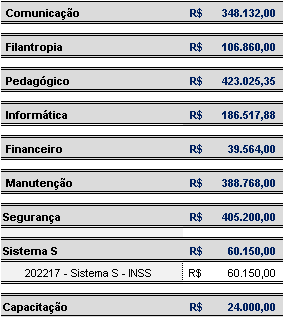 Comunicação R$ 348.132,00
Filantropia R$ 106.860,00
Pedagógico R$ 423.025,35
Informática R$ 186.517,88
Financeiro R$ 39.564,00
Manutenção R$ 388.768,00
Segurança R$ 405.200,00
Sistema S R$ 60.150,00
202217 - Sistema S - INSS R$ 60.150,00
Capacitação R$ 24.000,00